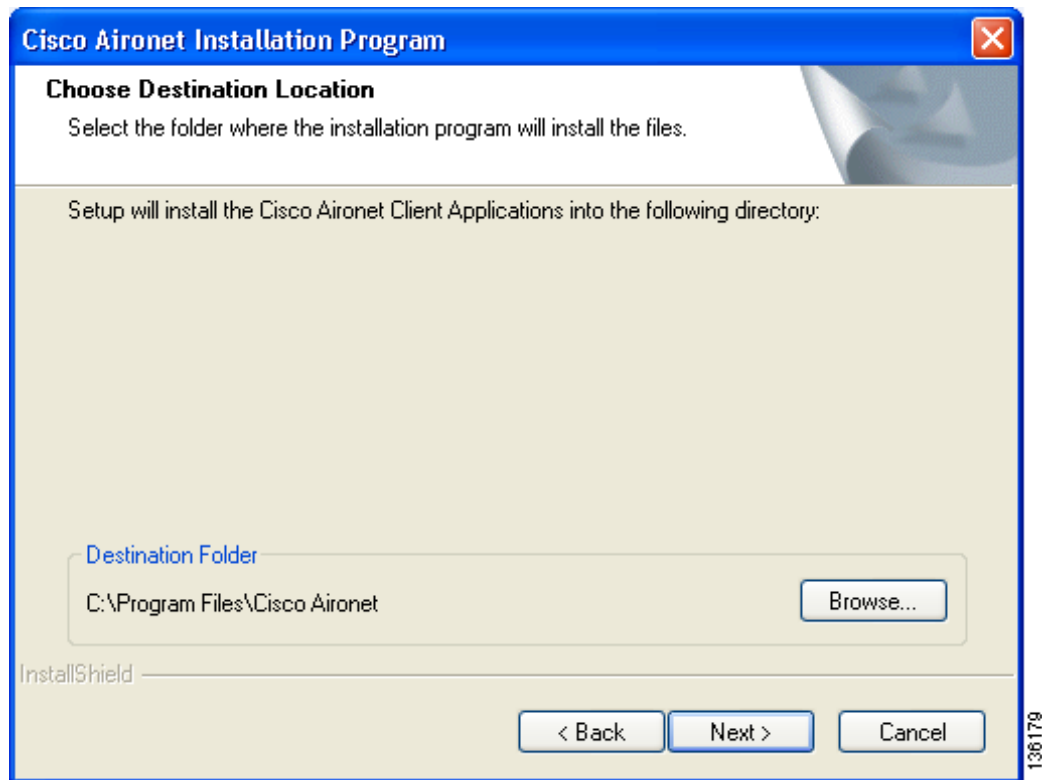 Cisco Aironet Installation Program
Choose Destination Location
Select the folder where the installation program will install the files.
Setup will install the Cisco Aironet Client Applications into the following directory:
Destination Folder
C:\Program Files\Cisco Aironet
Browse...
InstallShield
< Back
Next >
Cancel
136179